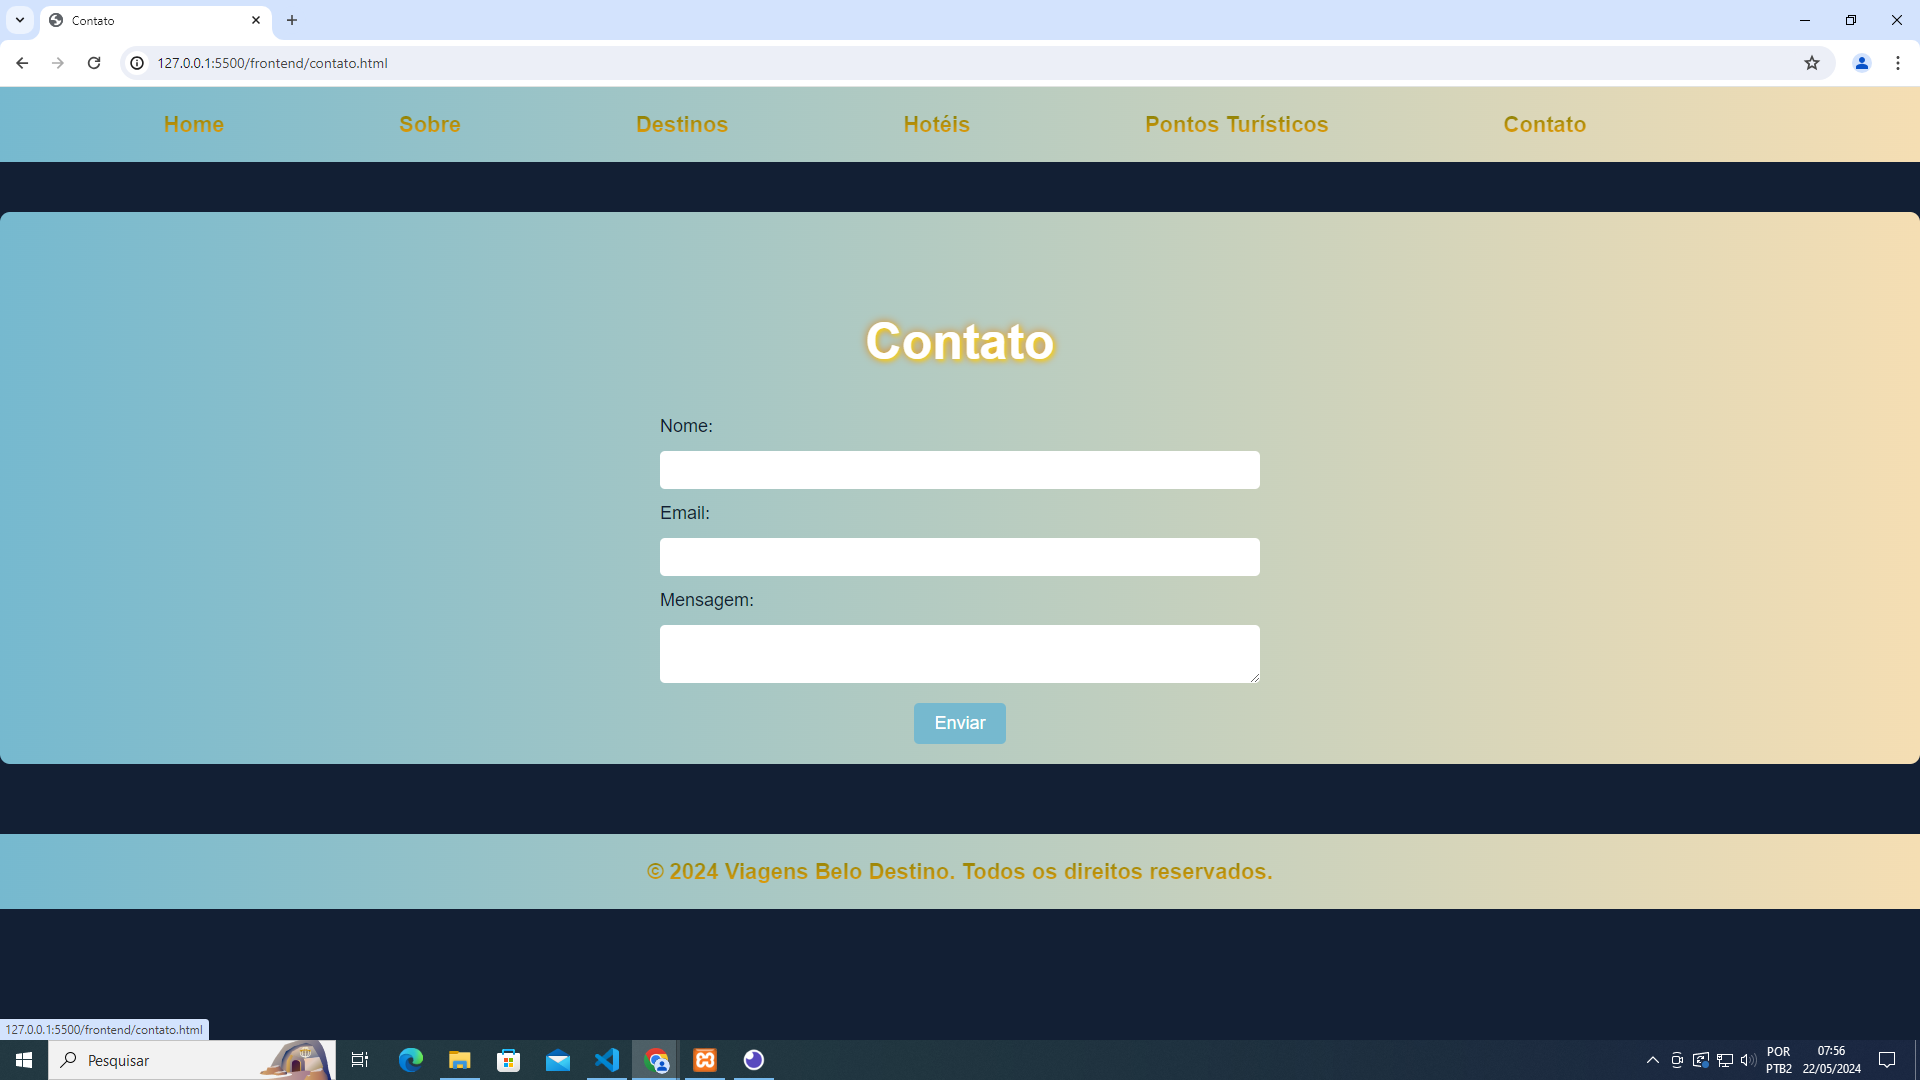 Contato
127.0.0.1:5500/frontend/contato.html
Home Sobre Destinos Hotéis Pontos Turísticos Contato
Contato
Nome:
Email:
Mensagem:
Enviar
© 2024 Viagens Belo Destino. Todos os direitos reservados.
127.0.0.1:5500/frontend/contato.html
Pesquisar
POR
PTB2
07:56
22/05/2024